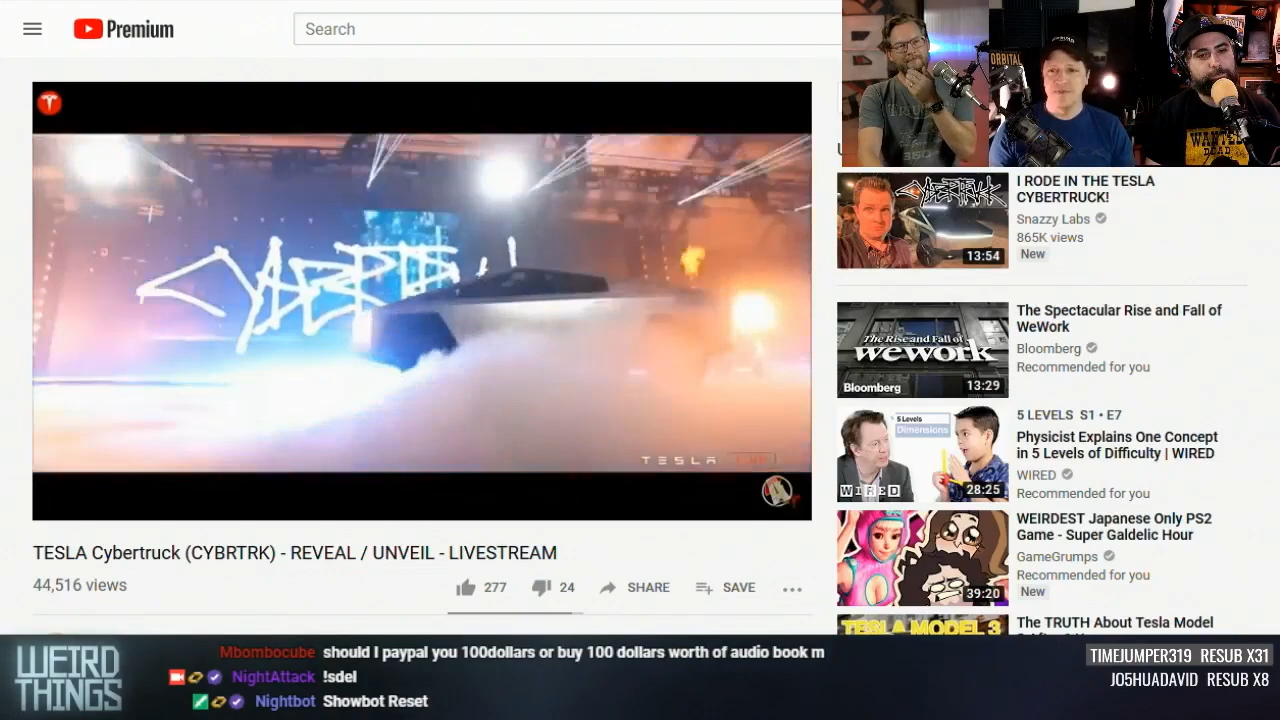 Premium
Search
ORBITAL
TRIUMPH
WANTED
DEAD
CYBERTRUCK
TESLA LIVE
TESLA Cybertruck (CYBRTRK) - REVEAL / UNVEIL - LIVESTREAM
44,516 views
277
24
SHARE
SAVE
13:54
I RODE IN THE TESLA
CYBERTRUCK!
Snazzy Labs
865K views
New
The Rise and Fall of
wework
Bloomberg
13:29
The Spectacular Rise and Fall of
WeWork
Bloomberg
Recommended for you
5 Levels
Dimensions
WIRED
28:25
5 LEVELS S1 • E7
Physicist Explains One Concept
in 5 Levels of Difficulty | WIRED
WIRED
Recommended for you
39:20
WEIRDEST Japanese Only PS2
Game - Super Galdelic Hour
GameGrumps
Recommended for you
New
TESLA MODEL 3
The TRUTH About Tesla Model
WEIRD
THINGS
Mbombocube should I paypal you 100dollars or buy 100 dollars worth of audio book m
NightAttack !sdel
Nightbot Showbot Reset
TIMEJUMPER319 RESUB X31
JO5HUADAVID RESUB X8